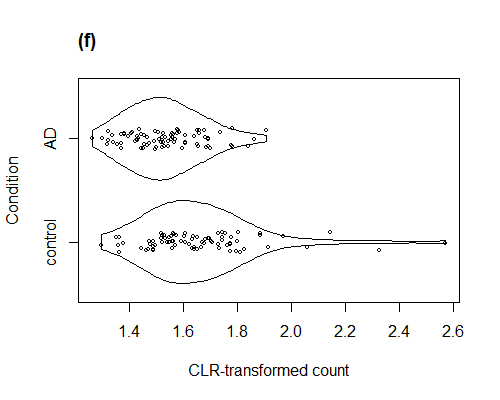 (f)
Condition
AD
control
1.4 1.6 1.8 2.0 2.2 2.4 2.6
CLR-transformed count